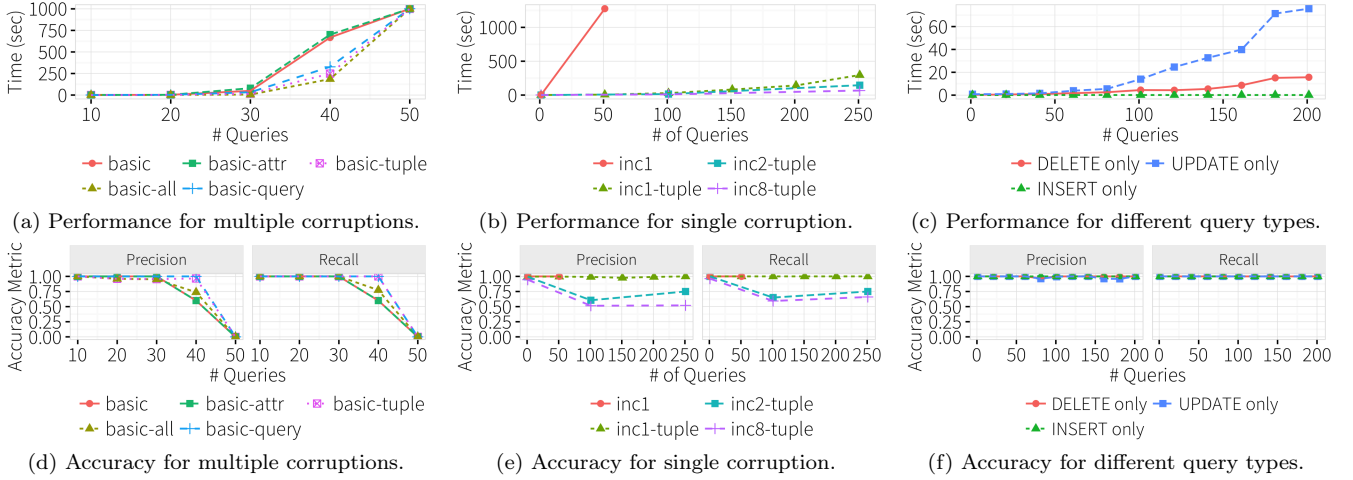 Time (sec)
1000
750
500
250
0
10 20 30 40 50
# Queries
basic basic-attr basic-tuple
basic-all basic-query
(a) Performance for multiple corruptions.
Time (sec)
1000
500
0
0 50 100 150 200 250
# of Queries
inc1 inc2-tuple
inc1-tuple inc8-tuple
(b) Performance for single corruption.
Time (sec)
60
40
20
0
0 50 100 150 200
# Queries
DELETE only UPDATE only
INSERT only
(c) Performance for different query types.
Accuracy Metric
Precision Recall
1.00
0.75
0.50
0.25
0.00
10 20 30 40 50 10 20 30 40 50
# Queries
basic basic-attr basic-tuple
basic-all basic-query
(d) Accuracy for multiple corruptions.
Accuracy Metric
Precision Recall
1.00
0.75
0.50
0.25
0.00
0 50 100 150 200 250 0 50 100 150 200 250
# of Queries
inc1 inc2-tuple
inc1-tuple inc8-tuple
(e) Accuracy for single corruption.
Accuracy Metric
Precision Recall
1.00
0.75
0.50
0.25
0.00
0 50 100 150 200 0 50 100 150 200
# Queries
DELETE only UPDATE only
INSERT only
(f) Accuracy for different query types.